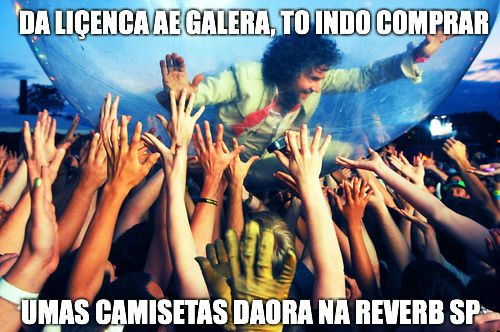 DA LIÇENCA AE GALERA, TO INDO COMPRAR
UMAS CAMISETAS DAORA NA REVERB SP